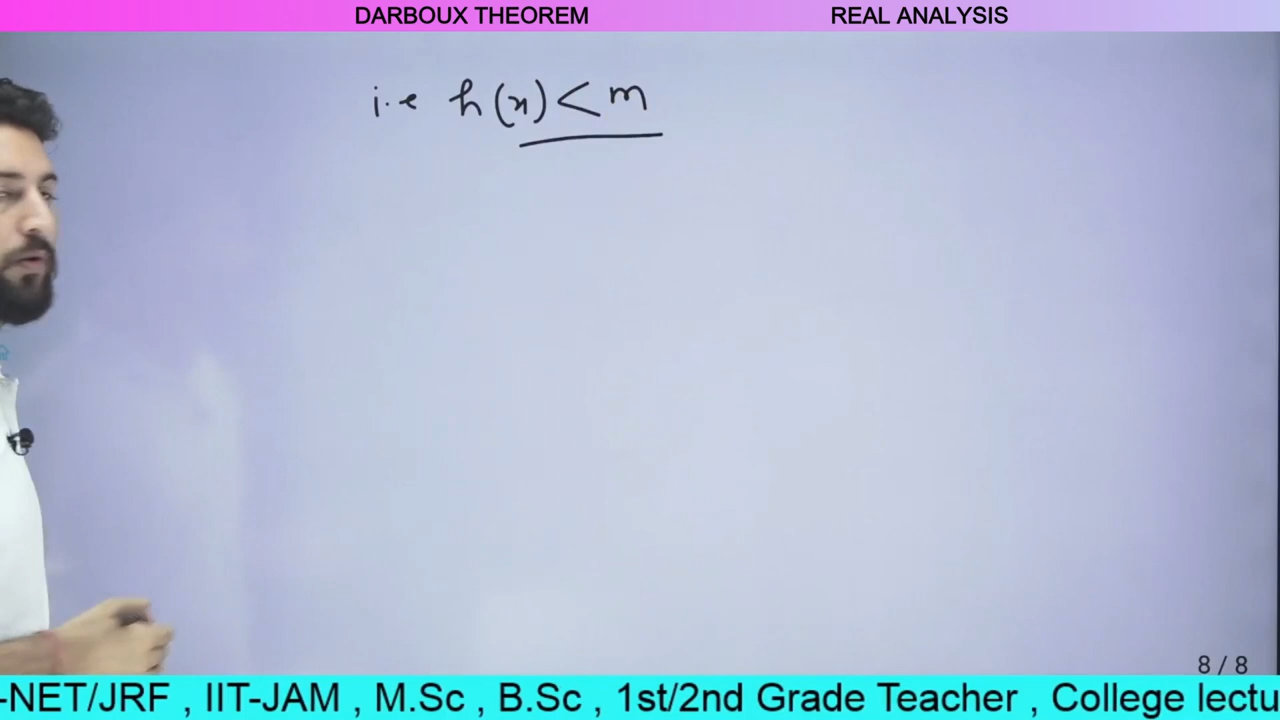 DARBOUX THEOREM REAL ANALYSIS
i.e h(x) < m
8 / 8
-NET/JRF , IIT-JAM , M.Sc , B.Sc , 1st/2nd Grade Teacher , College lectu